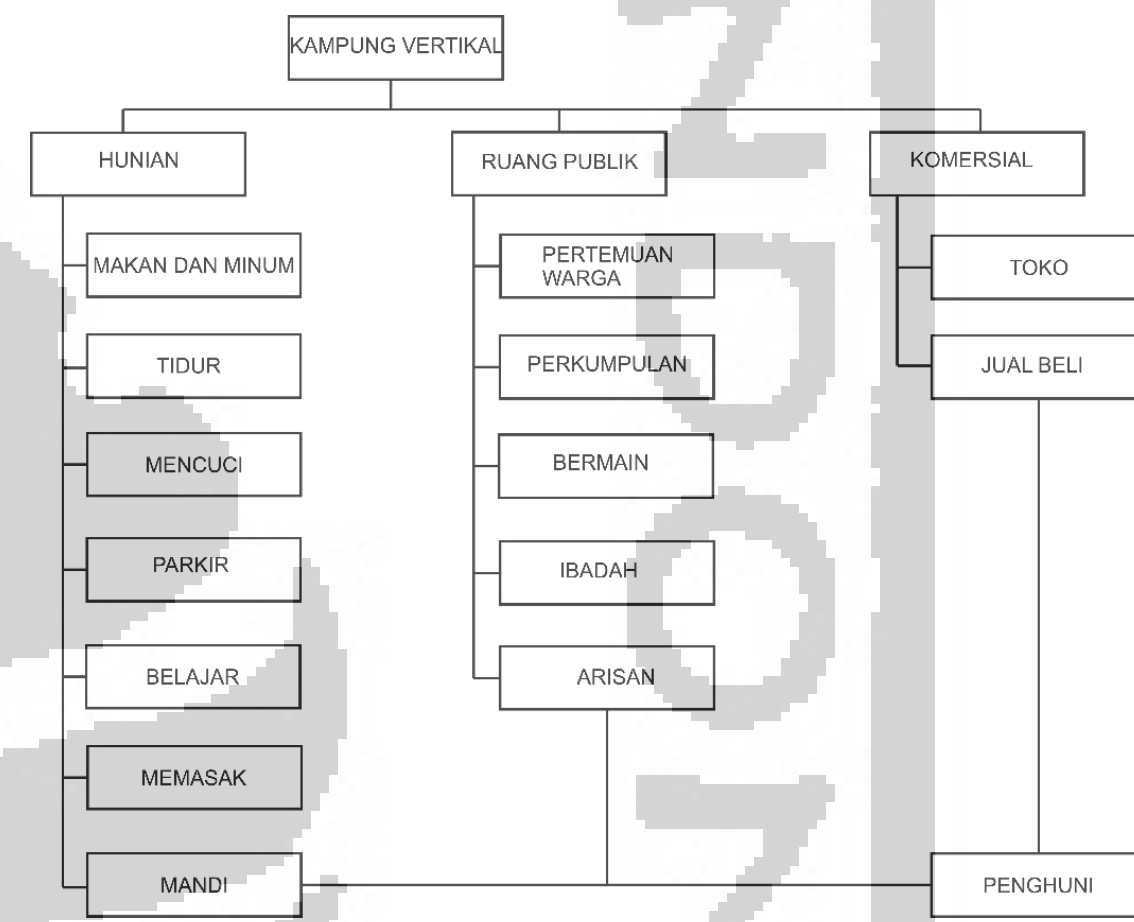 KAMPUNG VERTIKAL
HUNIAN
MAKAN DAN MINUM
TIDUR
MENCUCI
PARKIR
BELAJAR
MEMASAK
MANDI
RUANG PUBLIK
PERTEMUAN
WARGA
PERKUMPULAN
BERMAIN
IBADAH
ARISAN
KOMERSIAL
TOKO
JUAL BELI
PENGHUNI